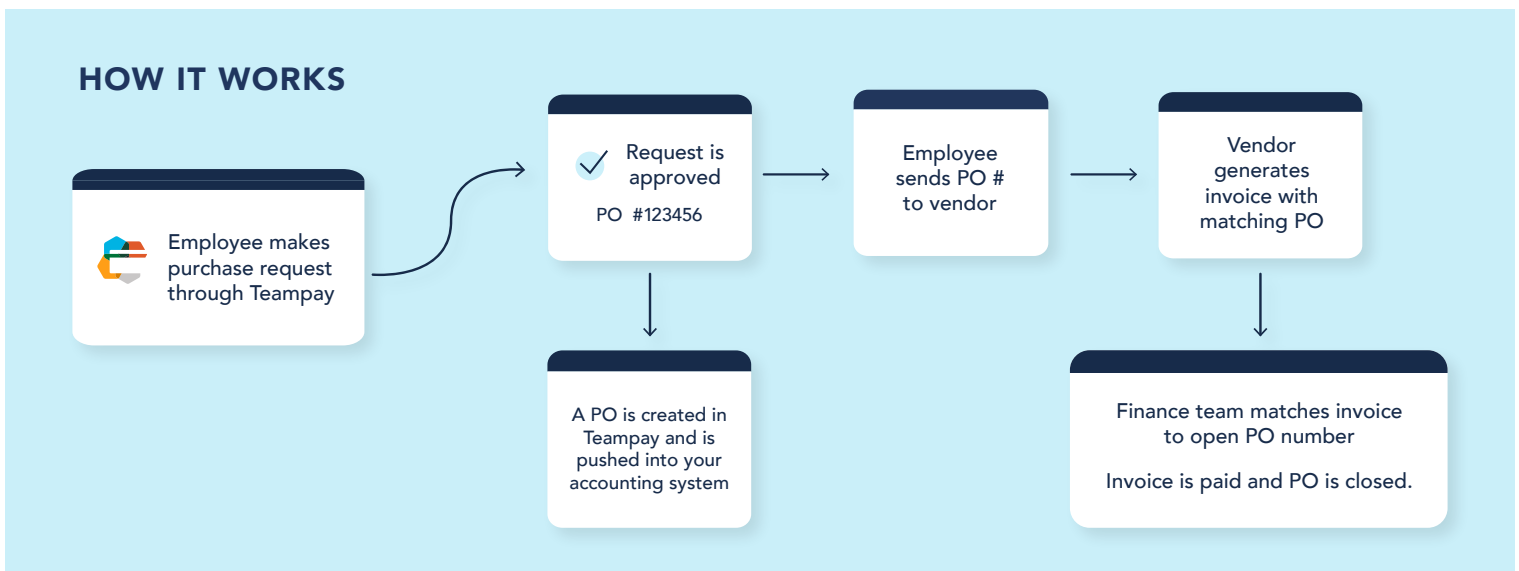 HOW IT WORKS
Employee makes
purchase request
through Teampay
Request is
approved
PO #123456
A PO is created in
Teampay and is
pushed into your
accounting system
Employee
sends PO #
to vendor
Vendor
generates
invoice with
matching PO
Finance team matches invoice
to open PO number
Invoice is paid and PO is closed.